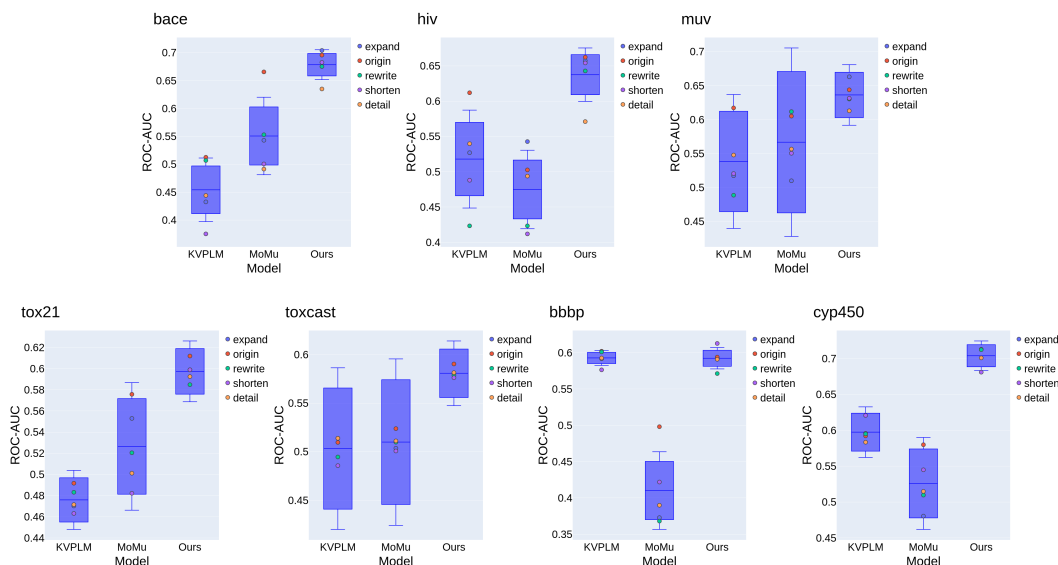 bace
ROC-AUC
0.7
0.65
0.6
0.55
0.5
0.45
0.4
KVPLM MoMu Ours
Model
expand
origin
rewrite
shorten
detail
hiv
ROC-AUC
0.65
0.6
0.55
0.5
0.45
0.4
KVPLM MoMu Ours
Model
expand
origin
rewrite
shorten
detail
muv
ROC-AUC
0.7
0.65
0.6
0.55
0.5
0.45
KVPLM MoMu Ours
Model
expand
origin
rewrite
shorten
detail
tox21
ROC-AUC
0.62
0.6
0.58
0.56
0.54
0.52
0.5
0.48
0.46
0.44
KVPLM MoMu Ours
Model
expand
origin
rewrite
shorten
detail
toxcast
ROC-AUC
0.6
0.55
0.5
0.45
KVPLM MoMu Ours
Model
expand
origin
rewrite
shorten
detail
bbbp
ROC-AUC
0.6
0.55
0.5
0.45
0.4
0.35
KVPLM MoMu Ours
Model
expand
origin
rewrite
shorten
detail
cyp450
ROC-AUC
0.7
0.65
0.6
0.55
0.5
0.45
KVPLM MoMu Ours
Model
expand
origin
rewrite
shorten
detail